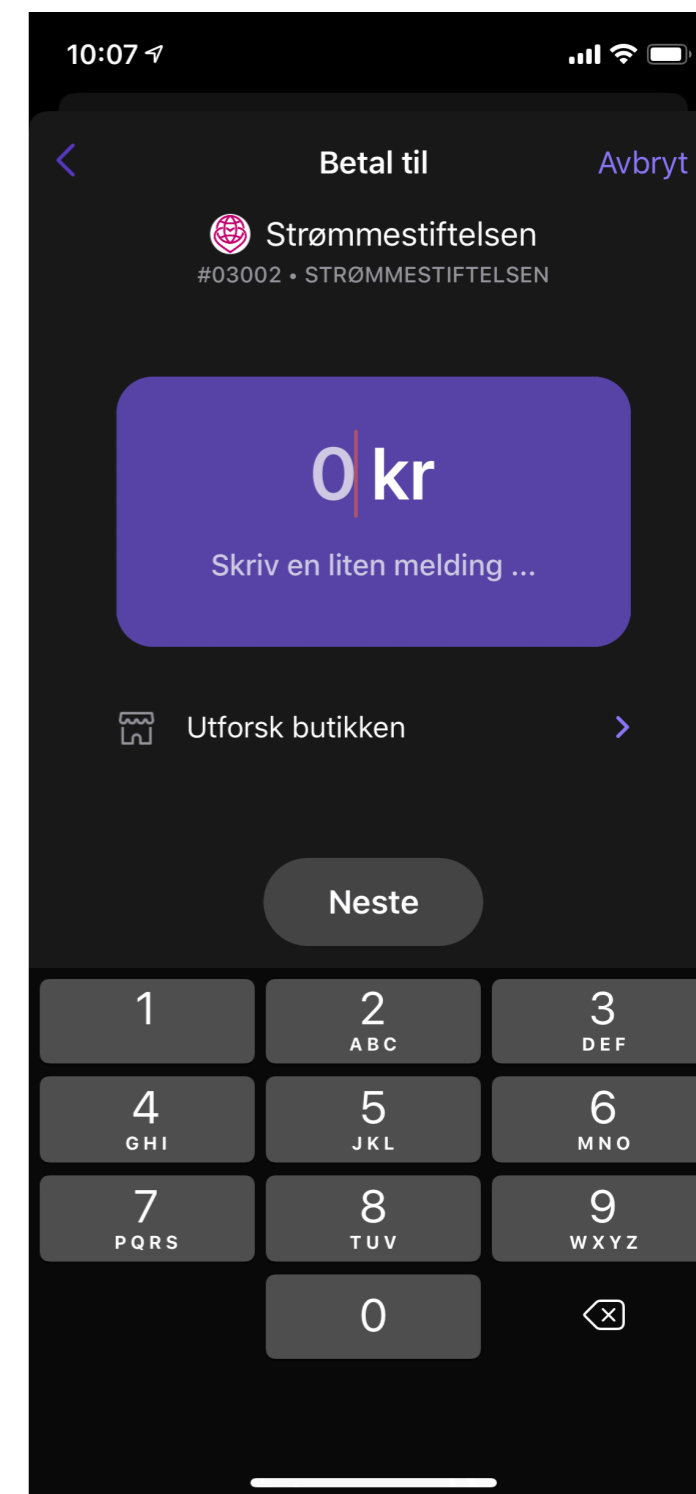 10:07
Betal til
Avbryt
Strømmestiftelsen
#03002 • STRØMMESTIFTELSEN
0 kr
Skriv en liten melding ...
Utforsk butikken
Neste
1 2 3
ABC DEF
4 5 6
GHI JKL MNO
7 8 9
PQRS TUV WXYZ
0